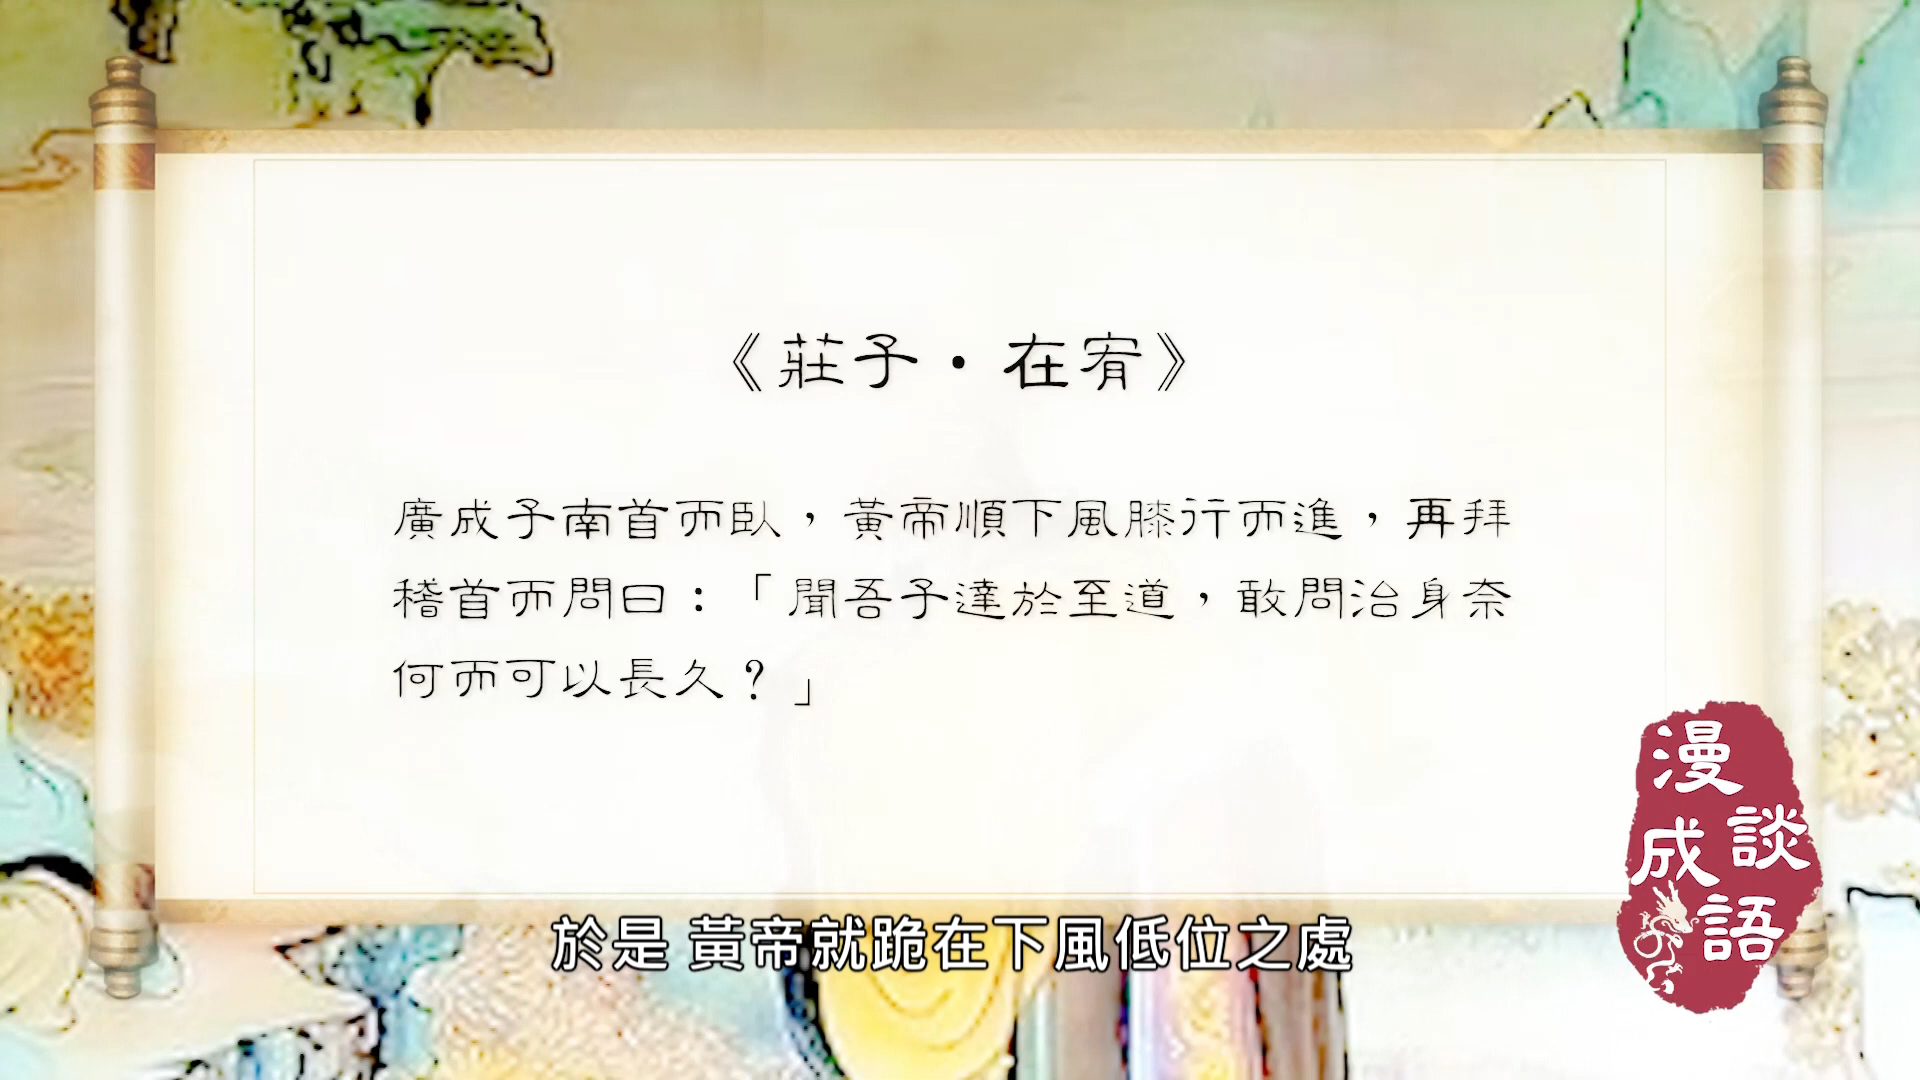 《莊子·在宥》
廣成子南首而臥，黃帝順下風膝行而進，再拜
稽首而問曰：「聞吾子達於至道，敢問治身奈
何而可以長久？」
漫談
成語
於是 黃帝就跪在下風低位之處